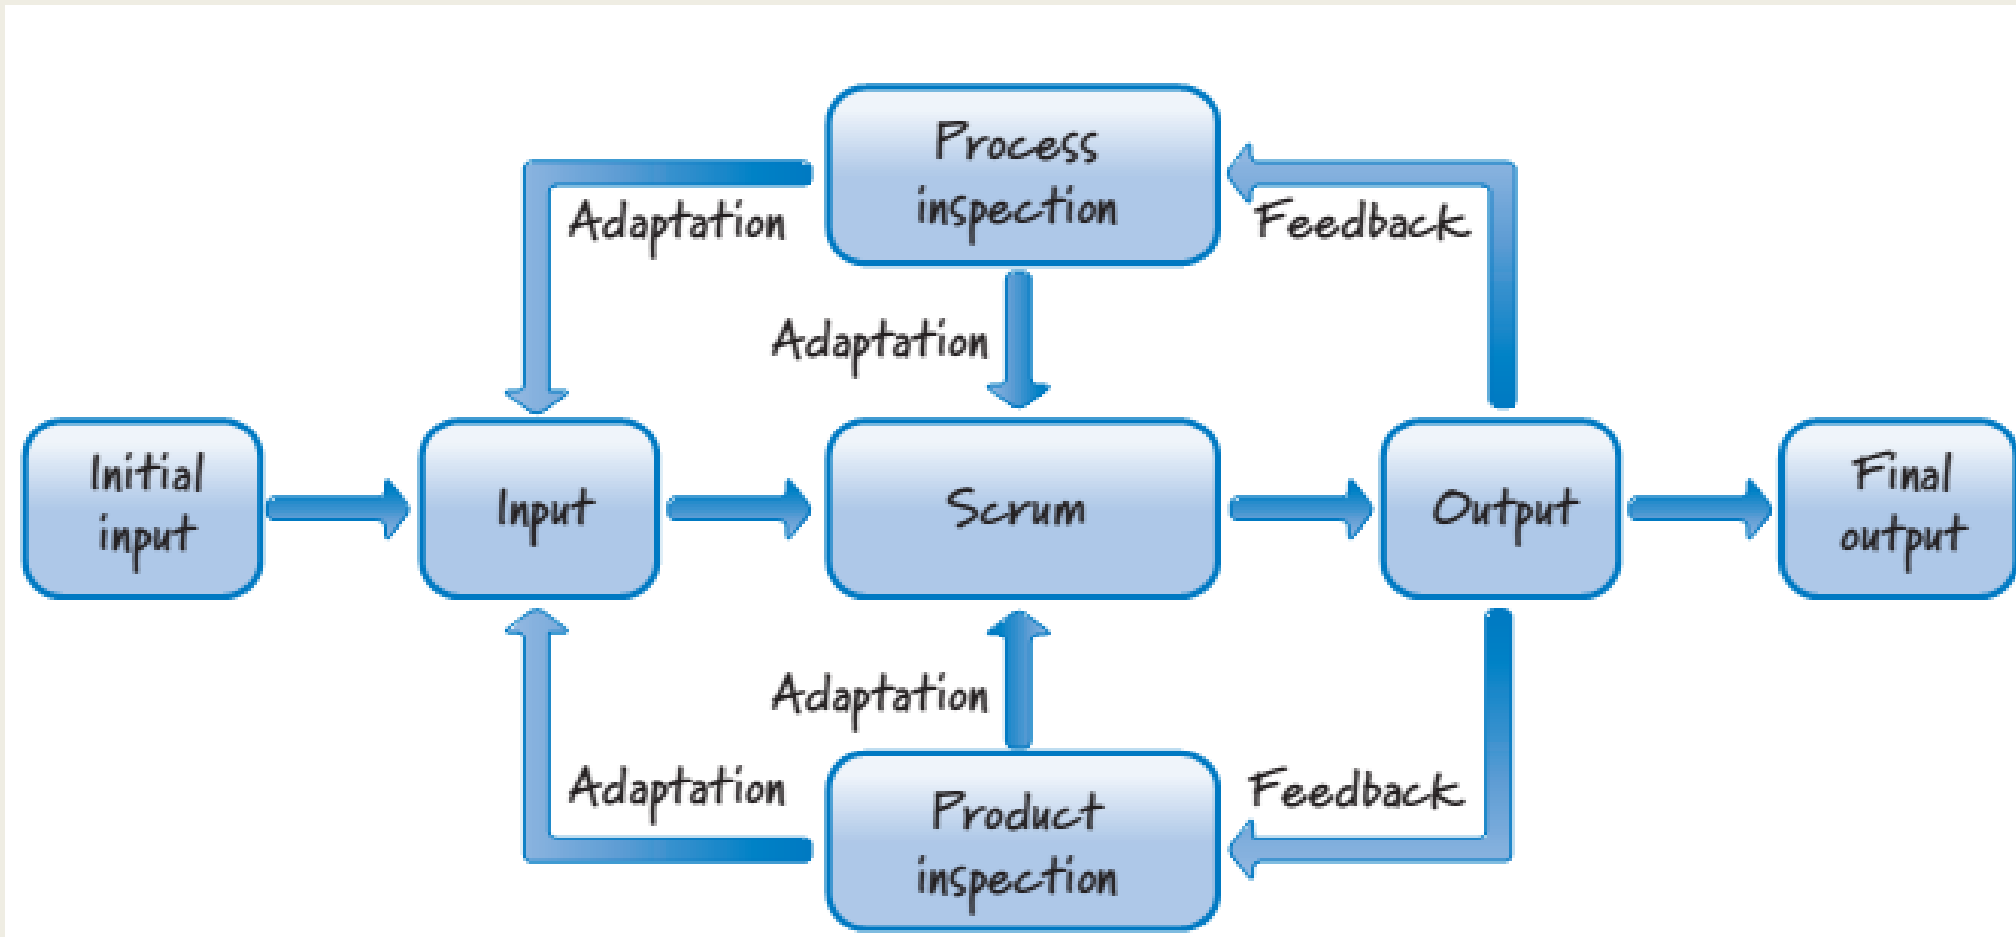 Process
inspection
Adaptation
Feedback
Adaptation
Initial
input
Input
Scrum
Output
Final
output
Adaptation
Adaptation
Product
inspection
Feedback